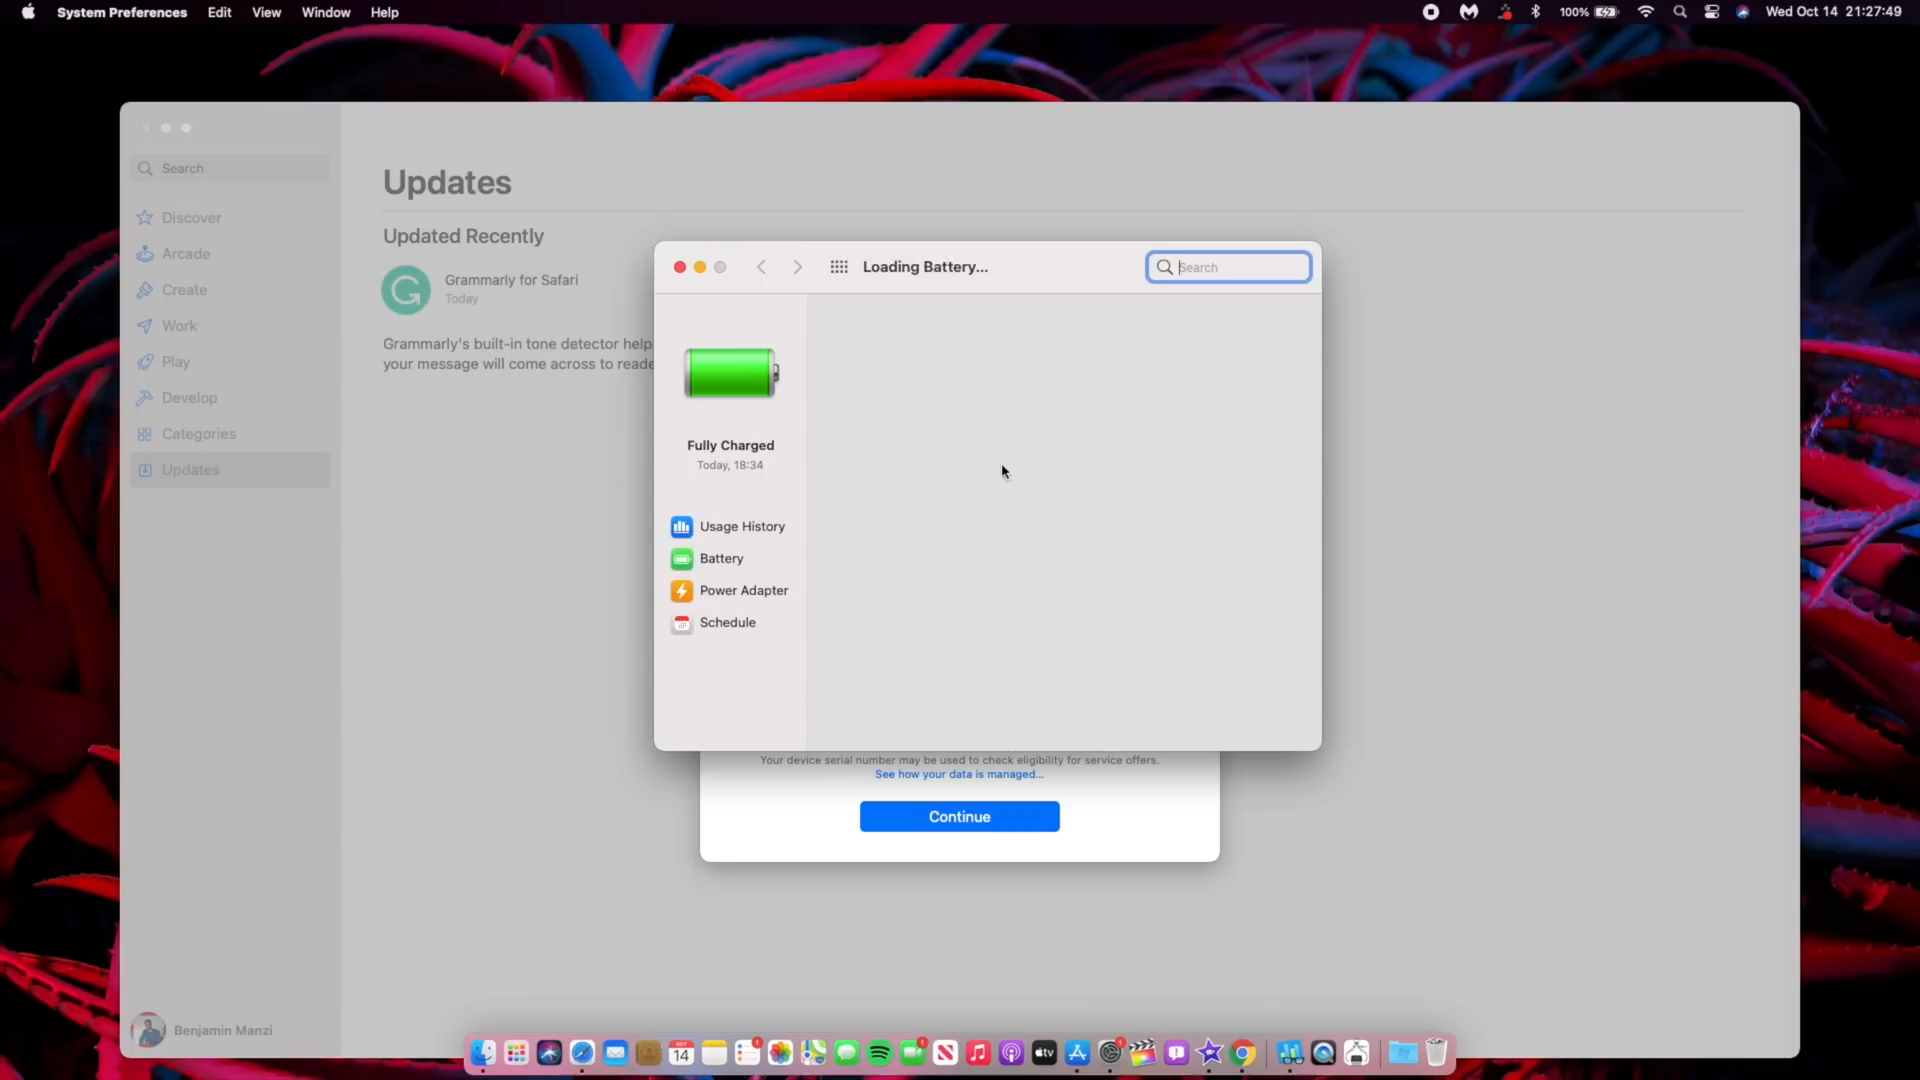 System Preferences Edit View Window Help
100% Wed Oct 14 21:27:49
Search
Discover
Arcade
Create
Work
Play
Develop
Categories
Updates
Benjamin Manzi
Updates
Updated Recently
Grammarly for Safari
Today
Grammarly's built-in tone detector help
your message will come across to reade
Loading Battery...
Search
Fully Charged
Today, 18:34
Usage History
Battery
Power Adapter
Schedule
Your device serial number may be used to check eligibility for service offers.
See how your data is managed...
Continue
OCT
14
tv